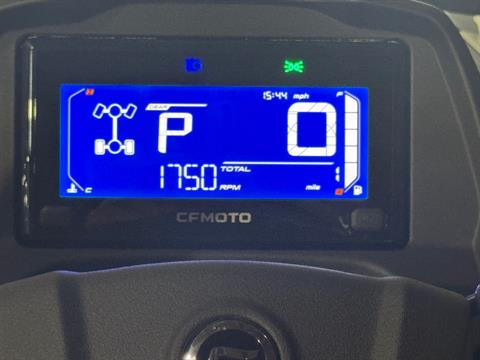 H
15:44 mph
F
GEAR
P
0
TOTAL
1750
RPM
mile
C
CFMOTO